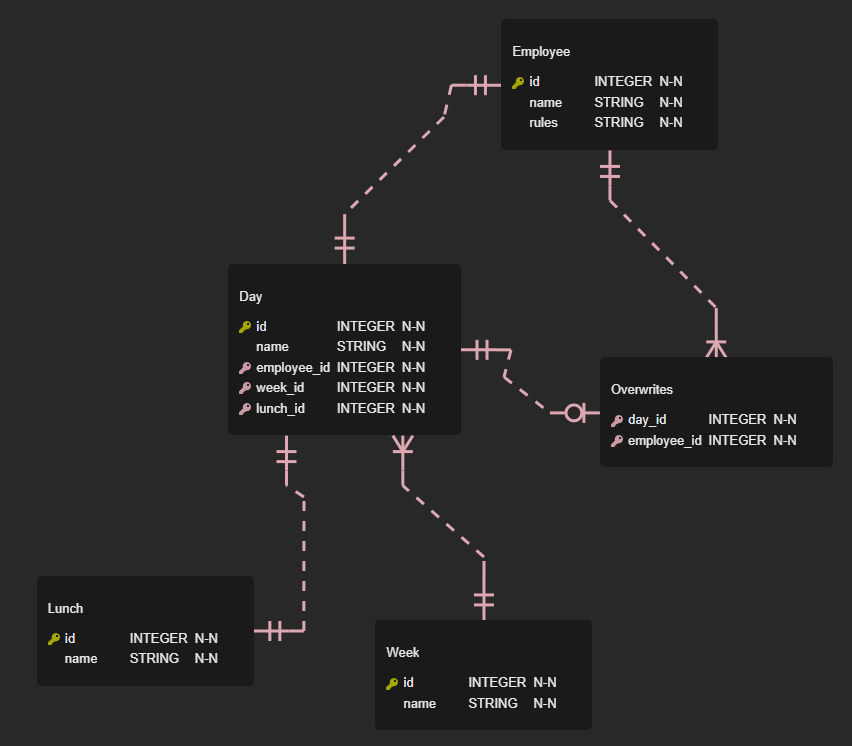 Employee
id INTEGER N-N
name STRING N-N
rules STRING N-N
Day
id INTEGER N-N
name STRING N-N
employee_id INTEGER N-N
week_id INTEGER N-N
lunch_id INTEGER N-N
Overwrites
day_id INTEGER N-N
employee_id INTEGER N-N
Lunch
id INTEGER N-N
name STRING N-N
Week
id INTEGER N-N
name STRING N-N